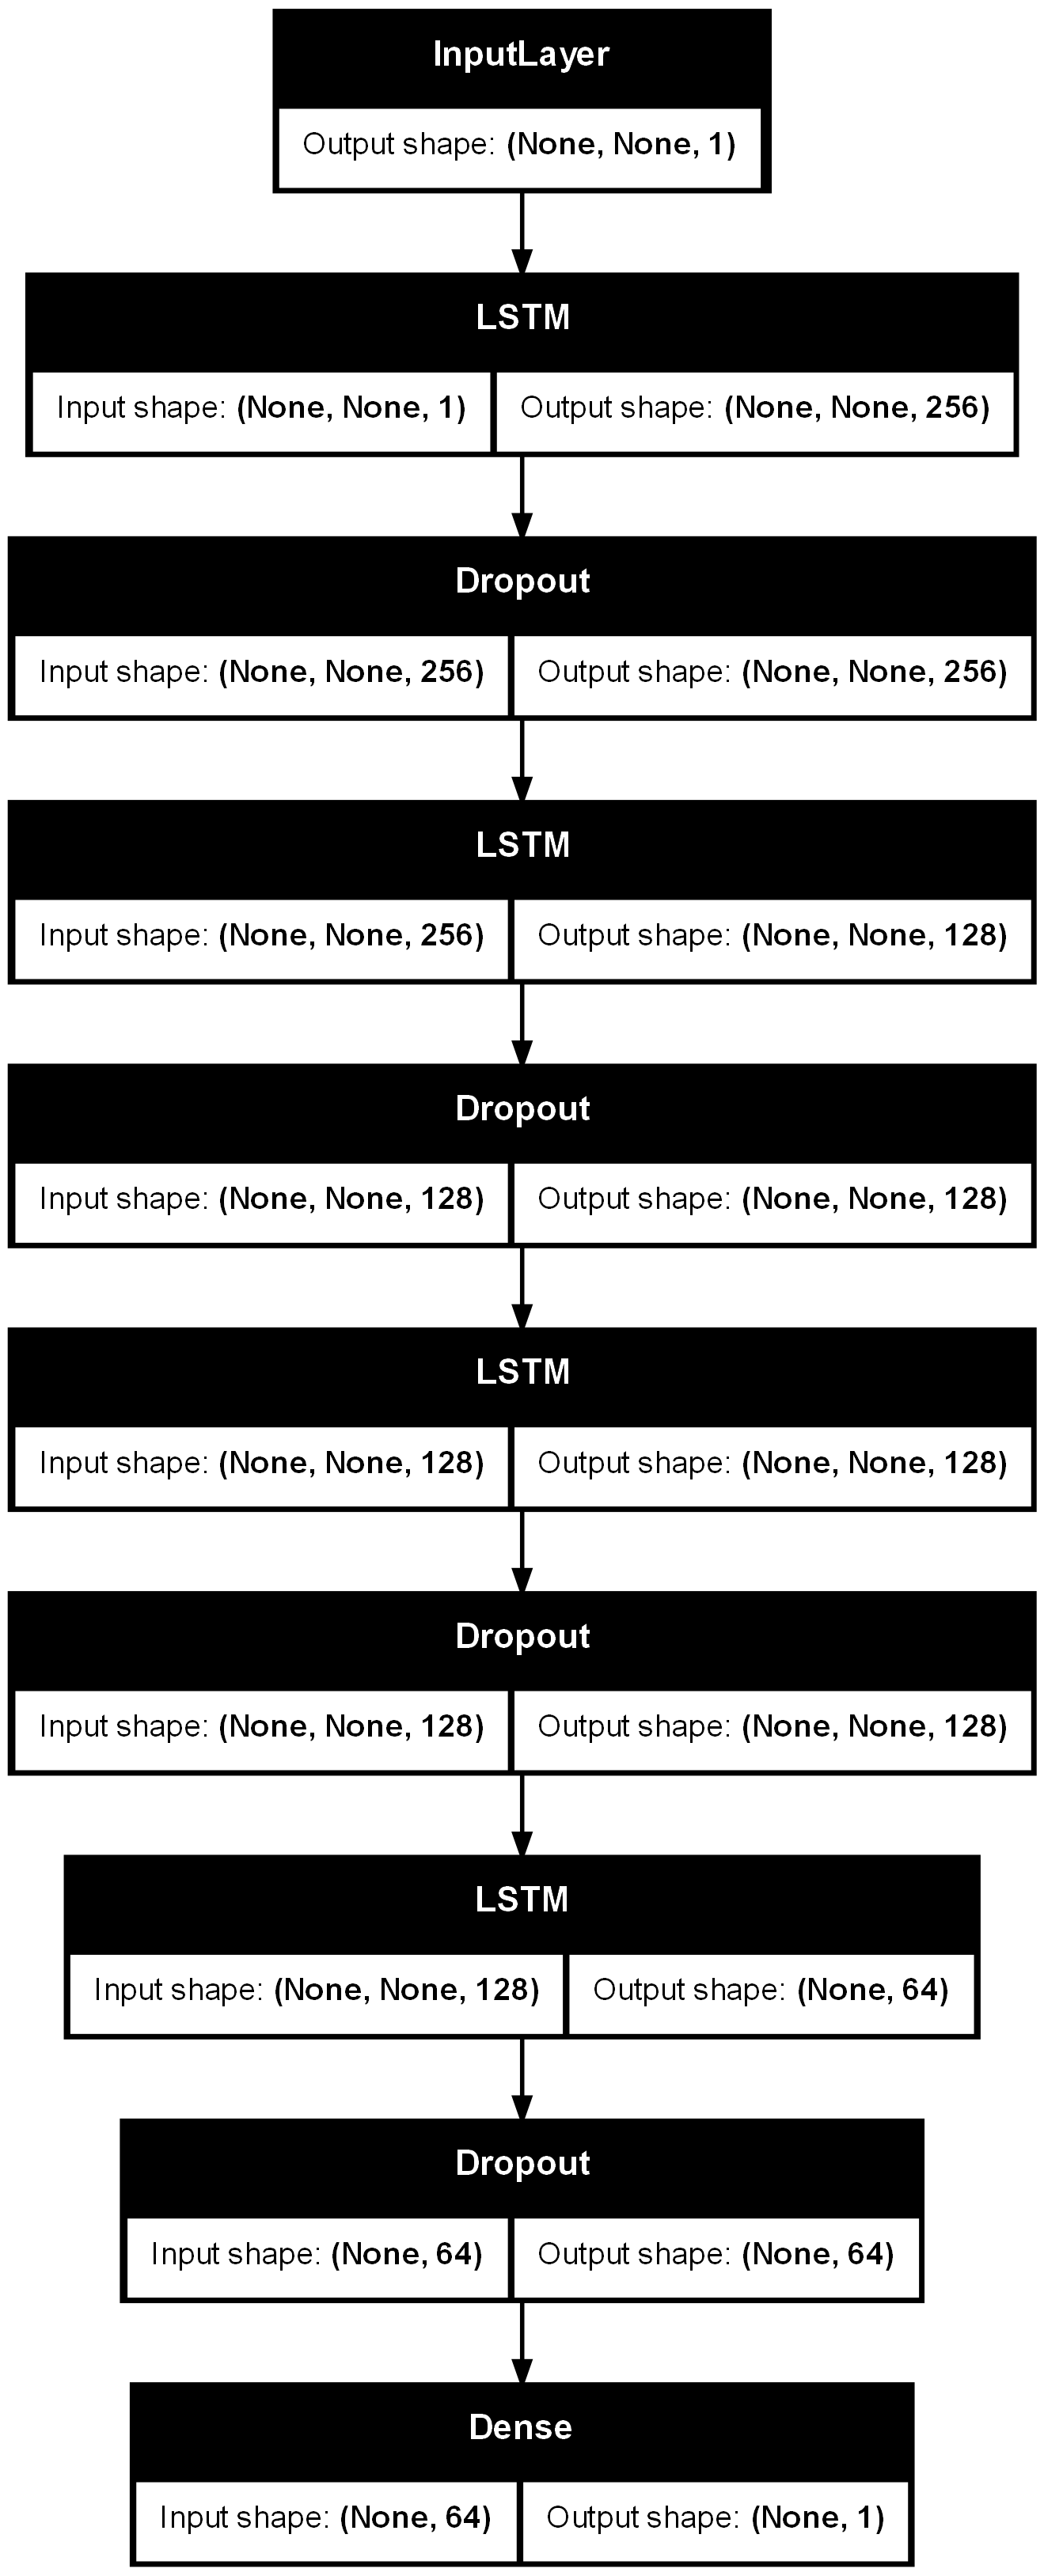 InputLayer
Output shape: (None, None, 1)
LSTM
Input shape: (None, None, 1) Output shape: (None, None, 256)
Dropout
Input shape: (None, None, 256) Output shape: (None, None, 256)
LSTM
Input shape: (None, None, 256) Output shape: (None, None, 128)
Dropout
Input shape: (None, None, 128) Output shape: (None, None, 128)
LSTM
Input shape: (None, None, 128) Output shape: (None, None, 128)
Dropout
Input shape: (None, None, 128) Output shape: (None, None, 128)
LSTM
Input shape: (None, None, 128) Output shape: (None, 64)
Dropout
Input shape: (None, 64) Output shape: (None, 64)
Dense
Input shape: (None, 64) Output shape: (None, 1)